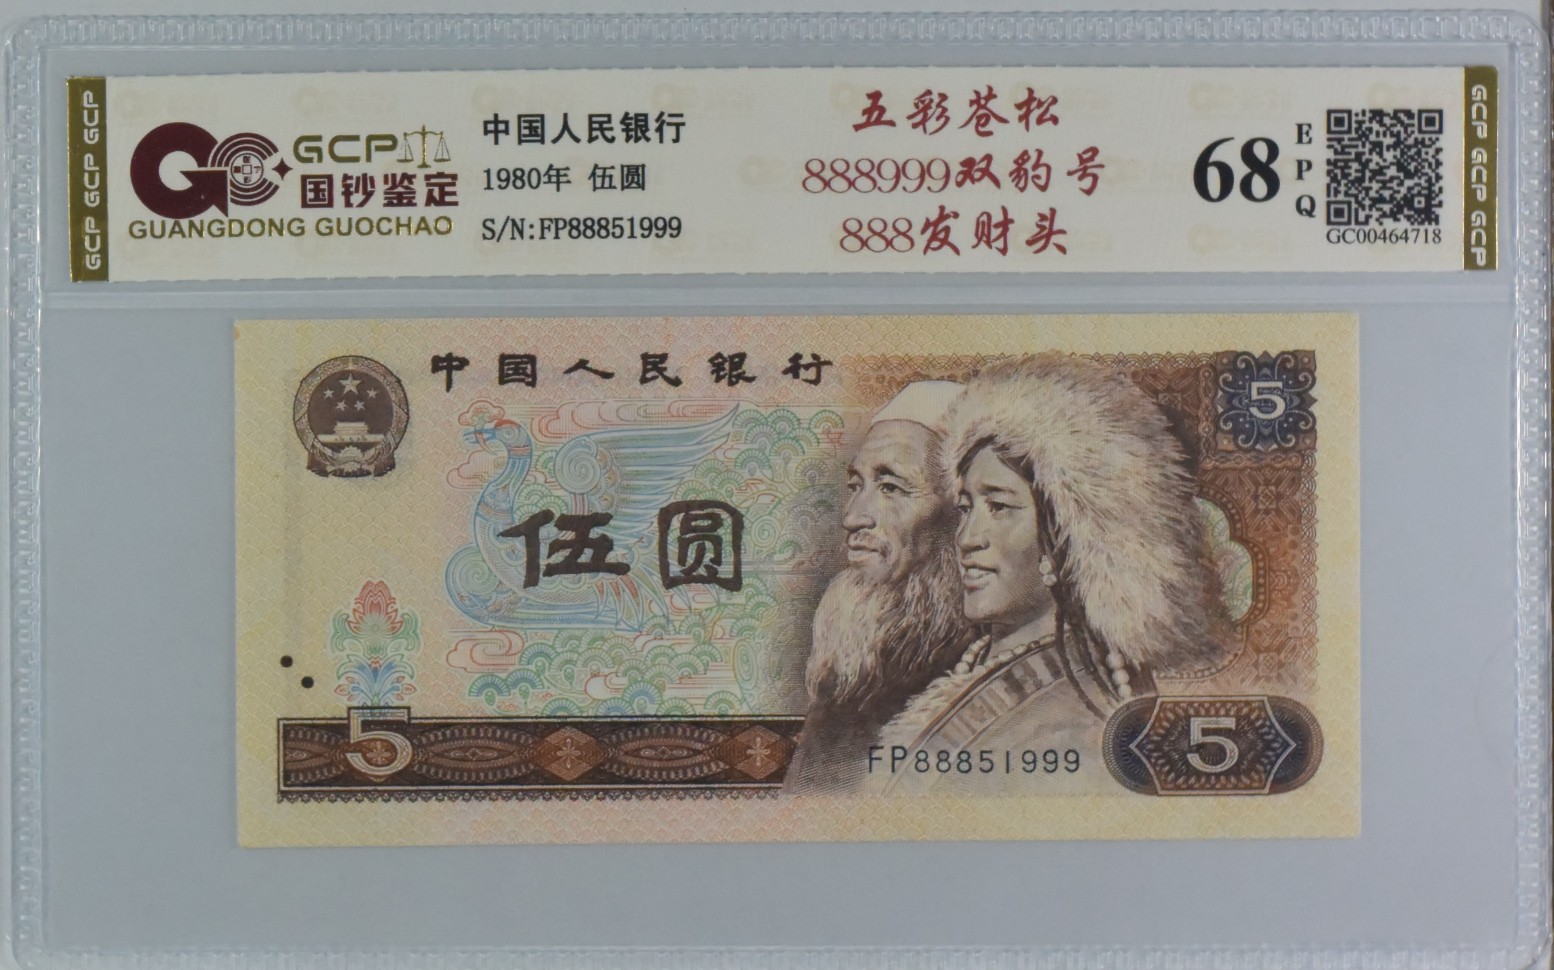 GCP GCP GCP
GCP
国钞鉴定
GUANGDONG GUOCHAO
中国人民银行
1980年 伍圆
S/N:FP88851999
五彩苍松
888999双豹号
888发财头
68
EPQ
GC00464718
GCP GCP GCP
中国人民银行
5
伍圆
5
FP88851999
5